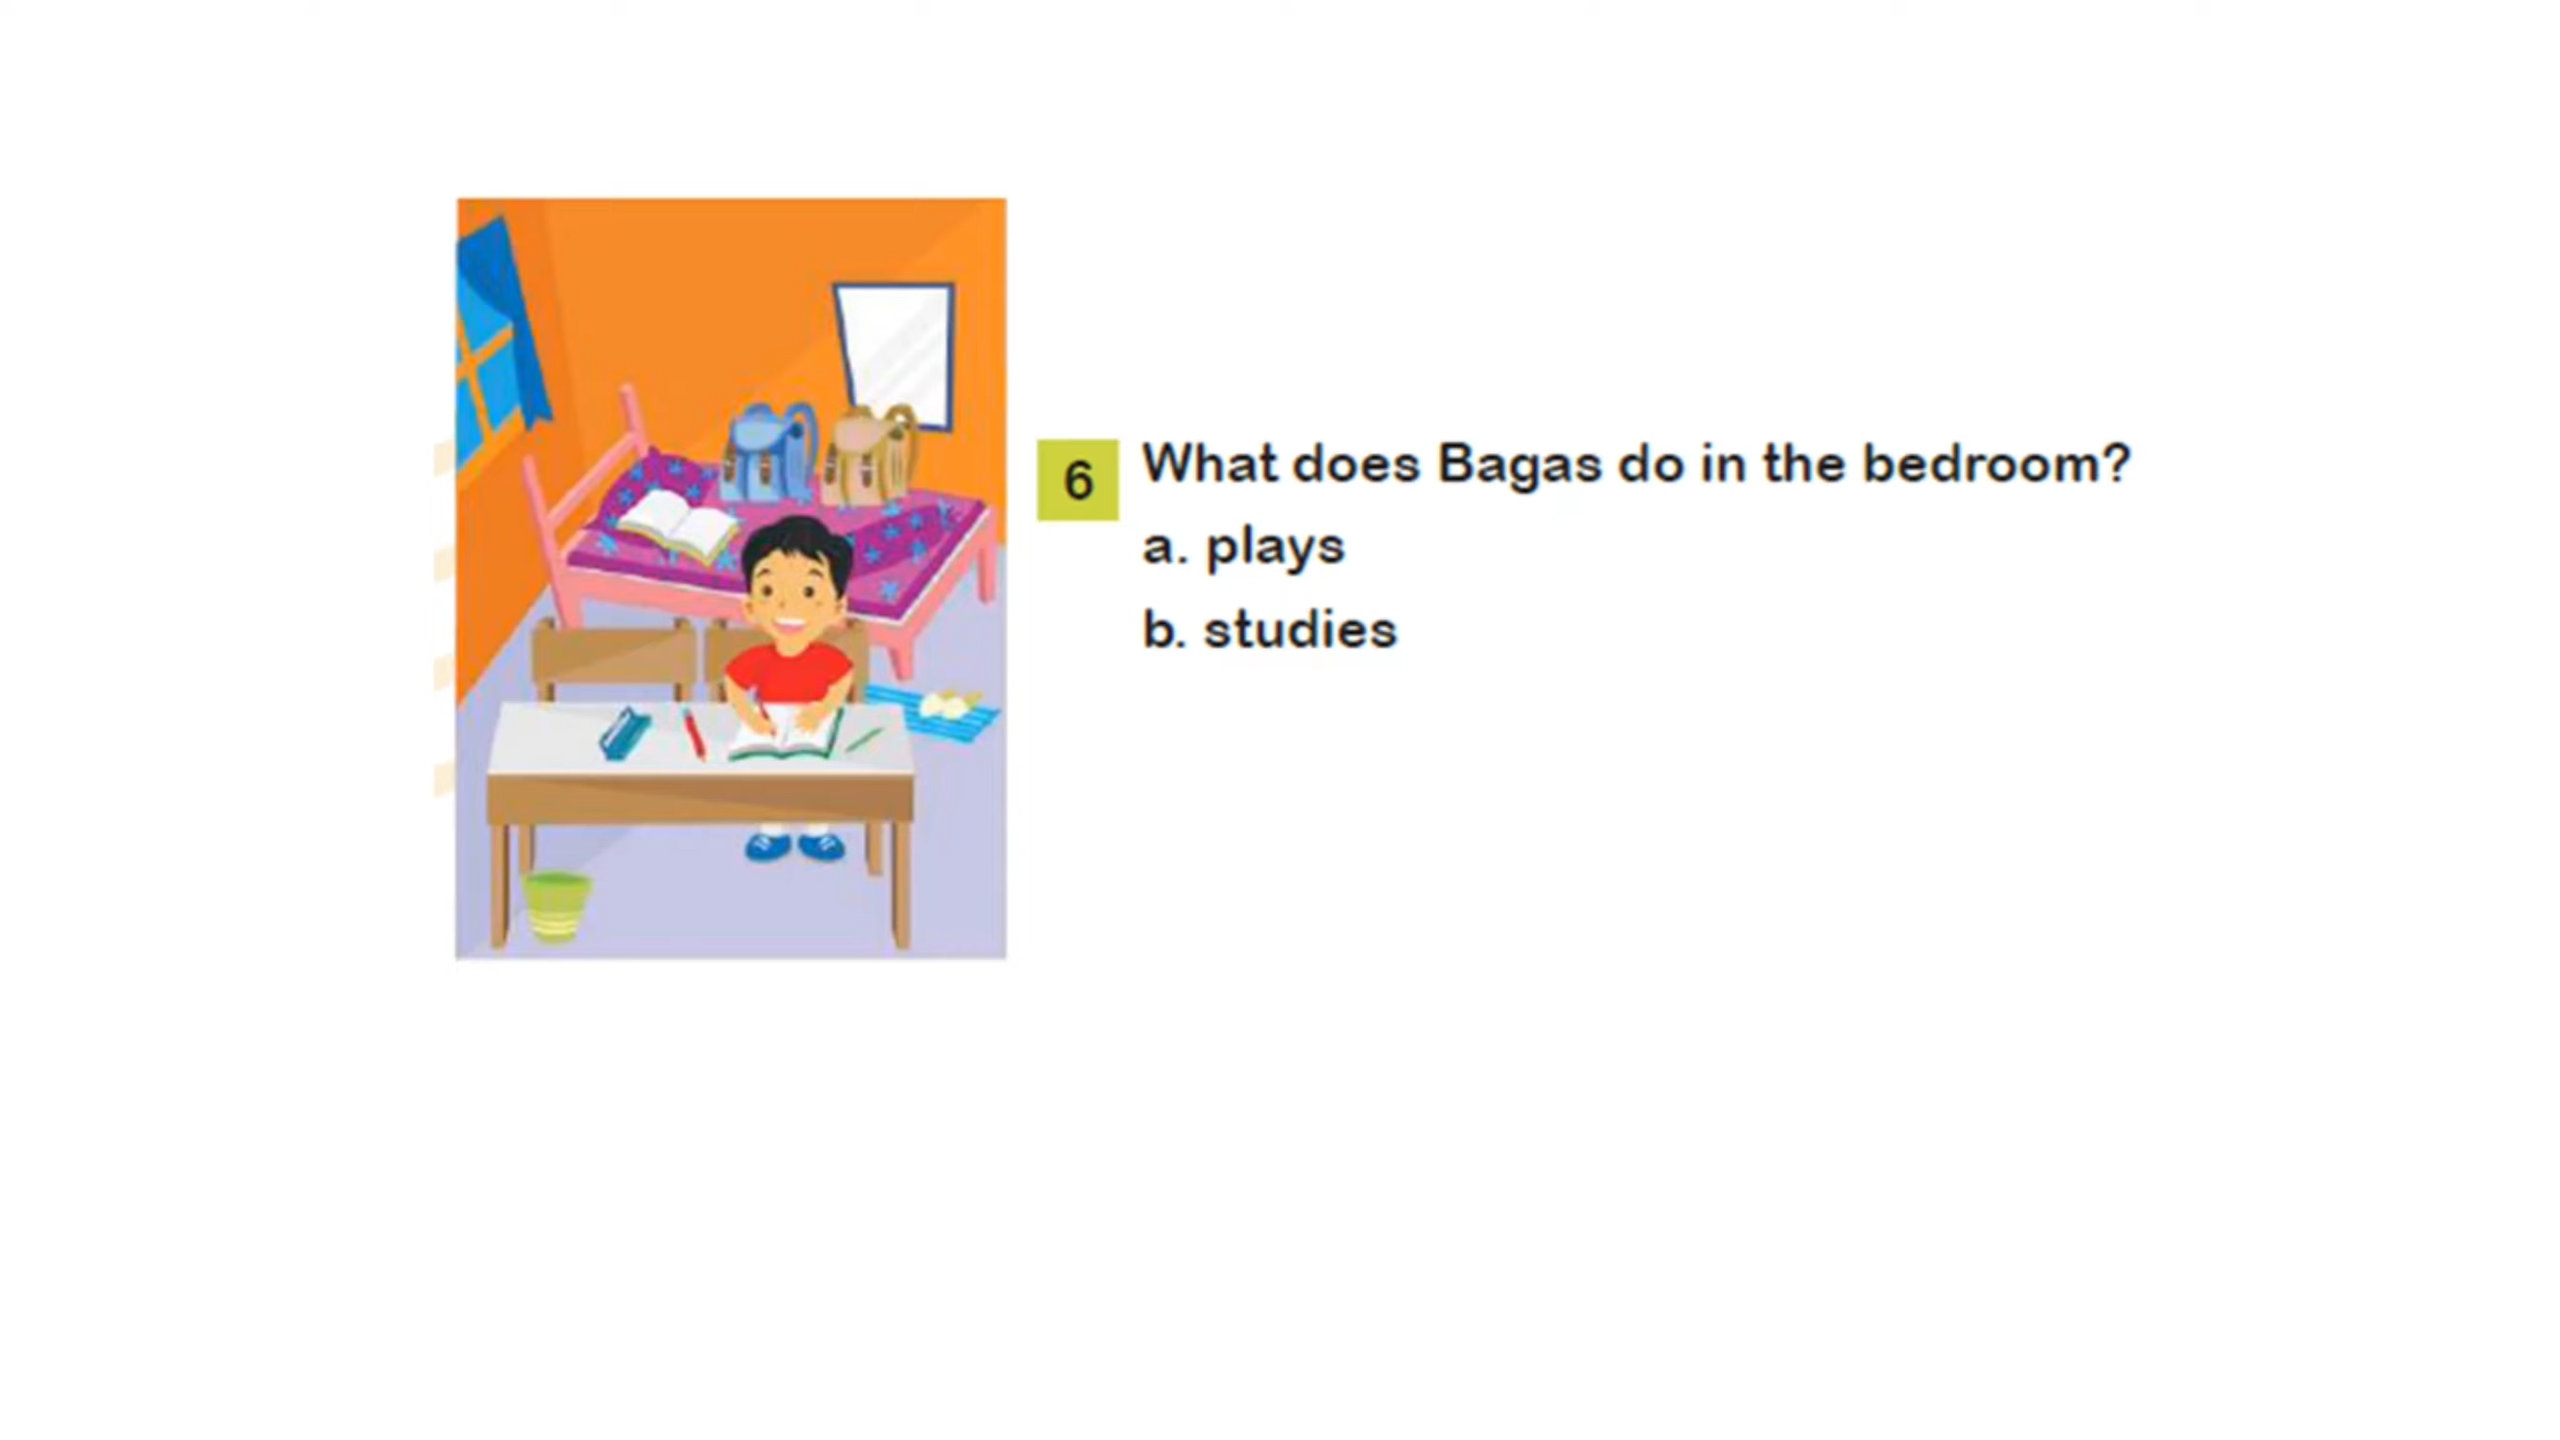 6 What does Bagas do in the bedroom?
a. plays
b. studies